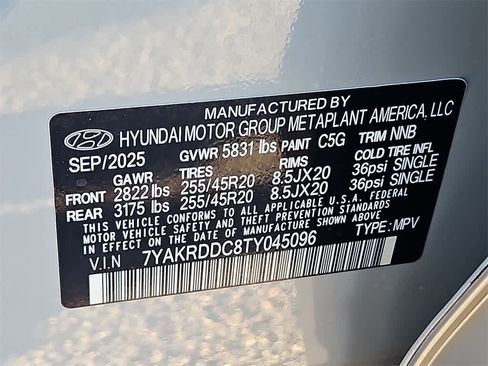 MANUFACTURED BY
HYUNDAI MOTOR GROUP METAPLANT AMERICA, LLC
SEP/2025 GVWR 5831 lbs PAINT C5G TRIM NNB
GAWR TIRES RIMS COLD TIRE INFL
FRONT 2822 lbs 255/45R20 8.5JX20 36psi SINGLE
REAR 3175 lbs 255/45R20 8.5JX20 36psi SINGLE
THIS VEHICLE CONFORMS TO ALL APPLICABLE U.S.A. FEDERAL
MOTOR VEHICLE SAFETY, BUMPER, AND THEFT PREVENTION STANDARDS
IN EFFECT ON THE DATE OF MANUFACTURE SHOWN ABOVE.
V.I.N 7YAKRDDC8TY045096 TYPE: MPV